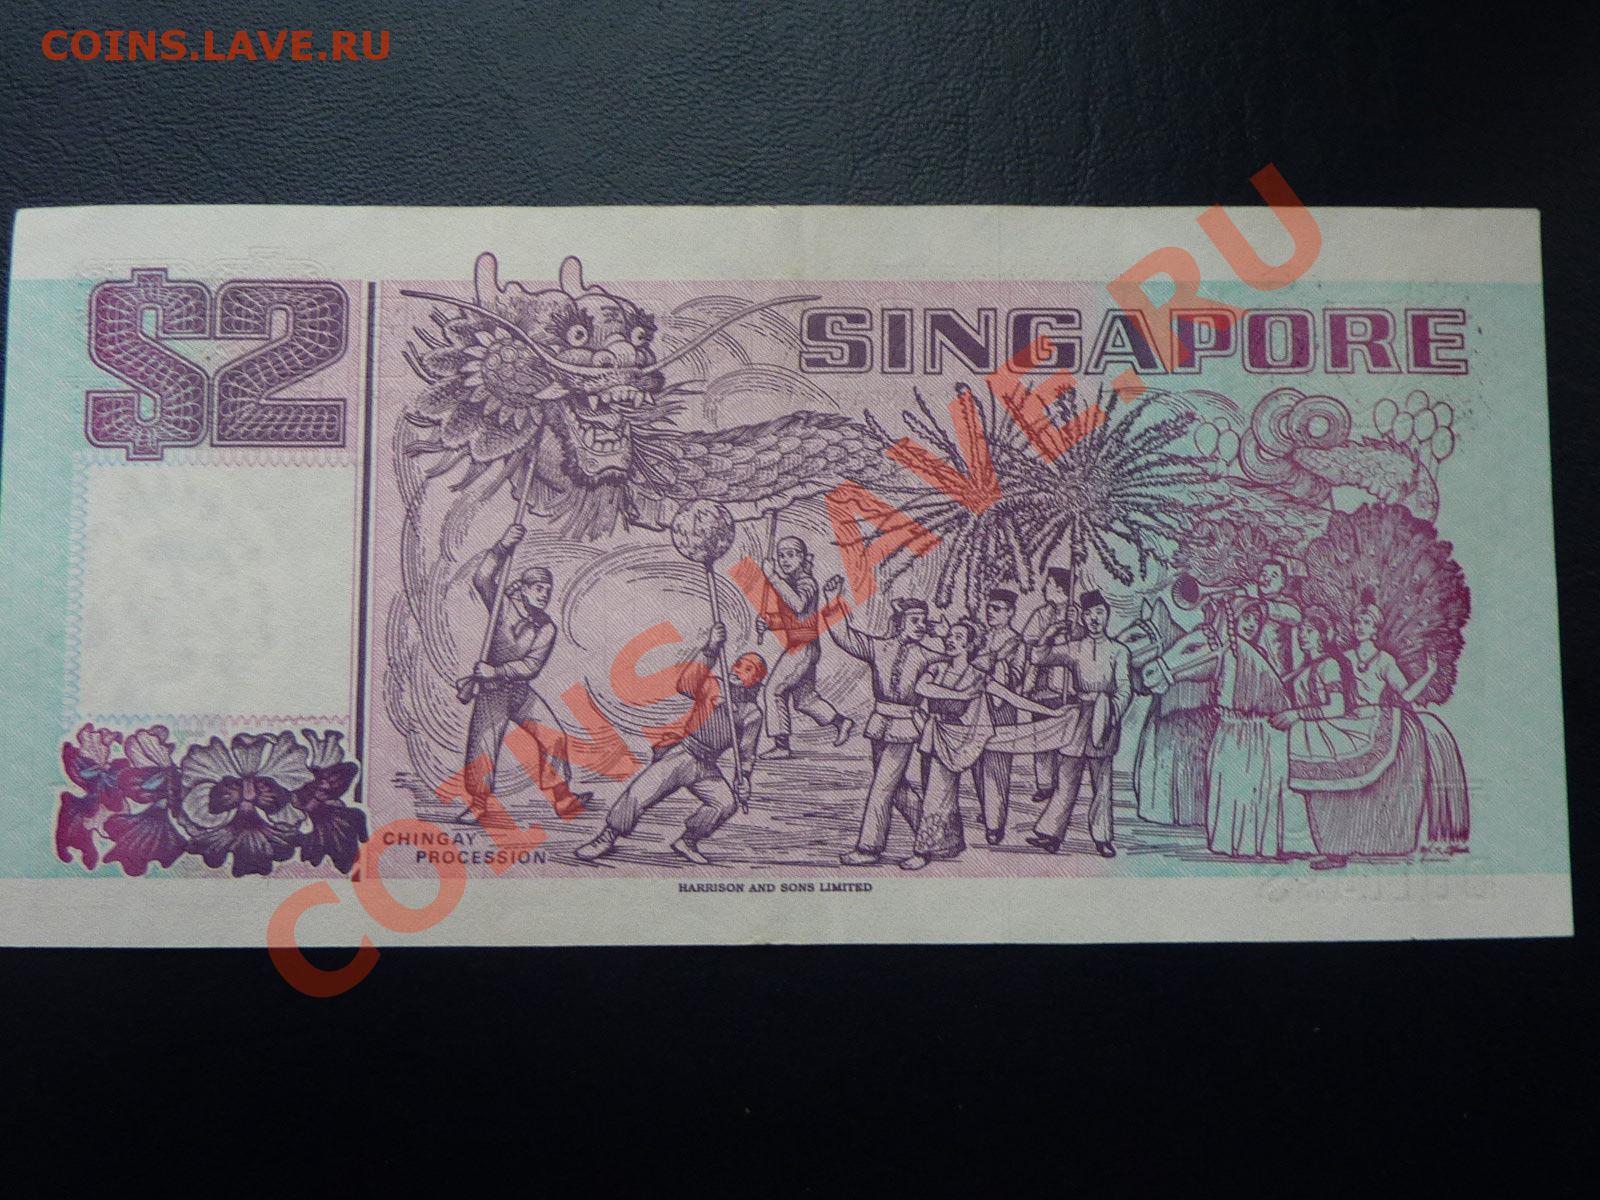 COINS.LAVE.RU
$2
SINGAPORE
COINS.LAVE.RU
CHINGAY
PROCESSION
HARRISON AND SONS LIMITED